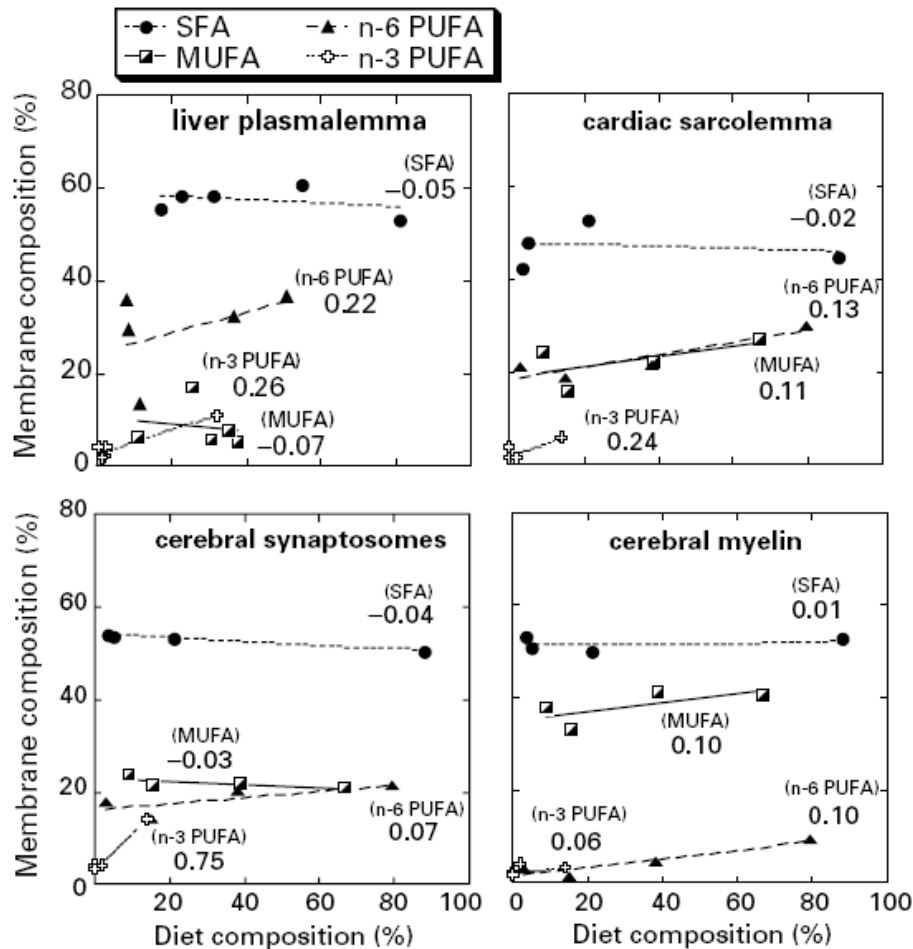 SFA n-6 PUFA
MUFA n-3 PUFA
Membrane composition (%)
80
60
40
20
0
liver plasmalemma
(SFA)
−0.05
(n-6 PUFA)
0.22
(n-3 PUFA)
0.26
(MUFA)
−0.07
cardiac sarcolemma
(SFA)
−0.02
(n-6 PUFA)
0.13
(MUFA)
0.11
(n-3 PUFA)
0.24
Membrane composition (%)
80
60
40
20
0
cerebral synaptosomes
(SFA)
−0.04
(MUFA)
−0.03
(n-6 PUFA)
0.07
(n-3 PUFA)
0.75
20 40 60 80 100
Diet composition (%)
cerebral myelin
(SFA)
0.01
(MUFA)
0.10
(n-6 PUFA)
0.10
(n-3 PUFA)
0.06
0 20 40 60 80 100
Diet composition (%)